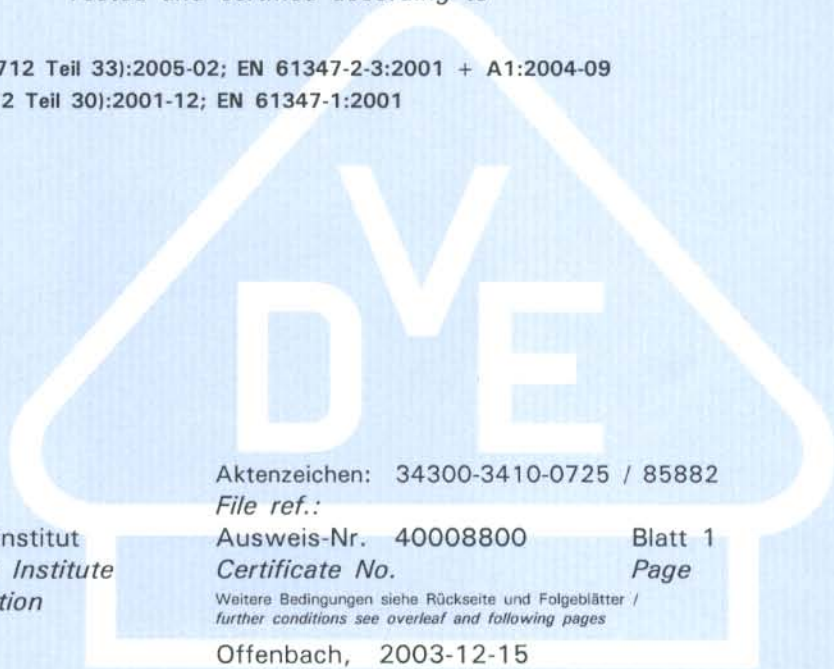 712 Teil 33):2005-02; EN 61347-2-3:2001 + A1:2004-09
2 Teil 30):2001-12; EN 61347-1:2001
V
D E
Aktenzeichen: 34300-3410-0725 / 85882
File ref.:
nstitut Ausweis-Nr. 40008800 Blatt 1
Institute Certificate No. Page
tion Weitere Bedingungen siehe Rückseite und Folgeblätter /
further conditions see overleaf and following pages
Offenbach, 2003-12-15